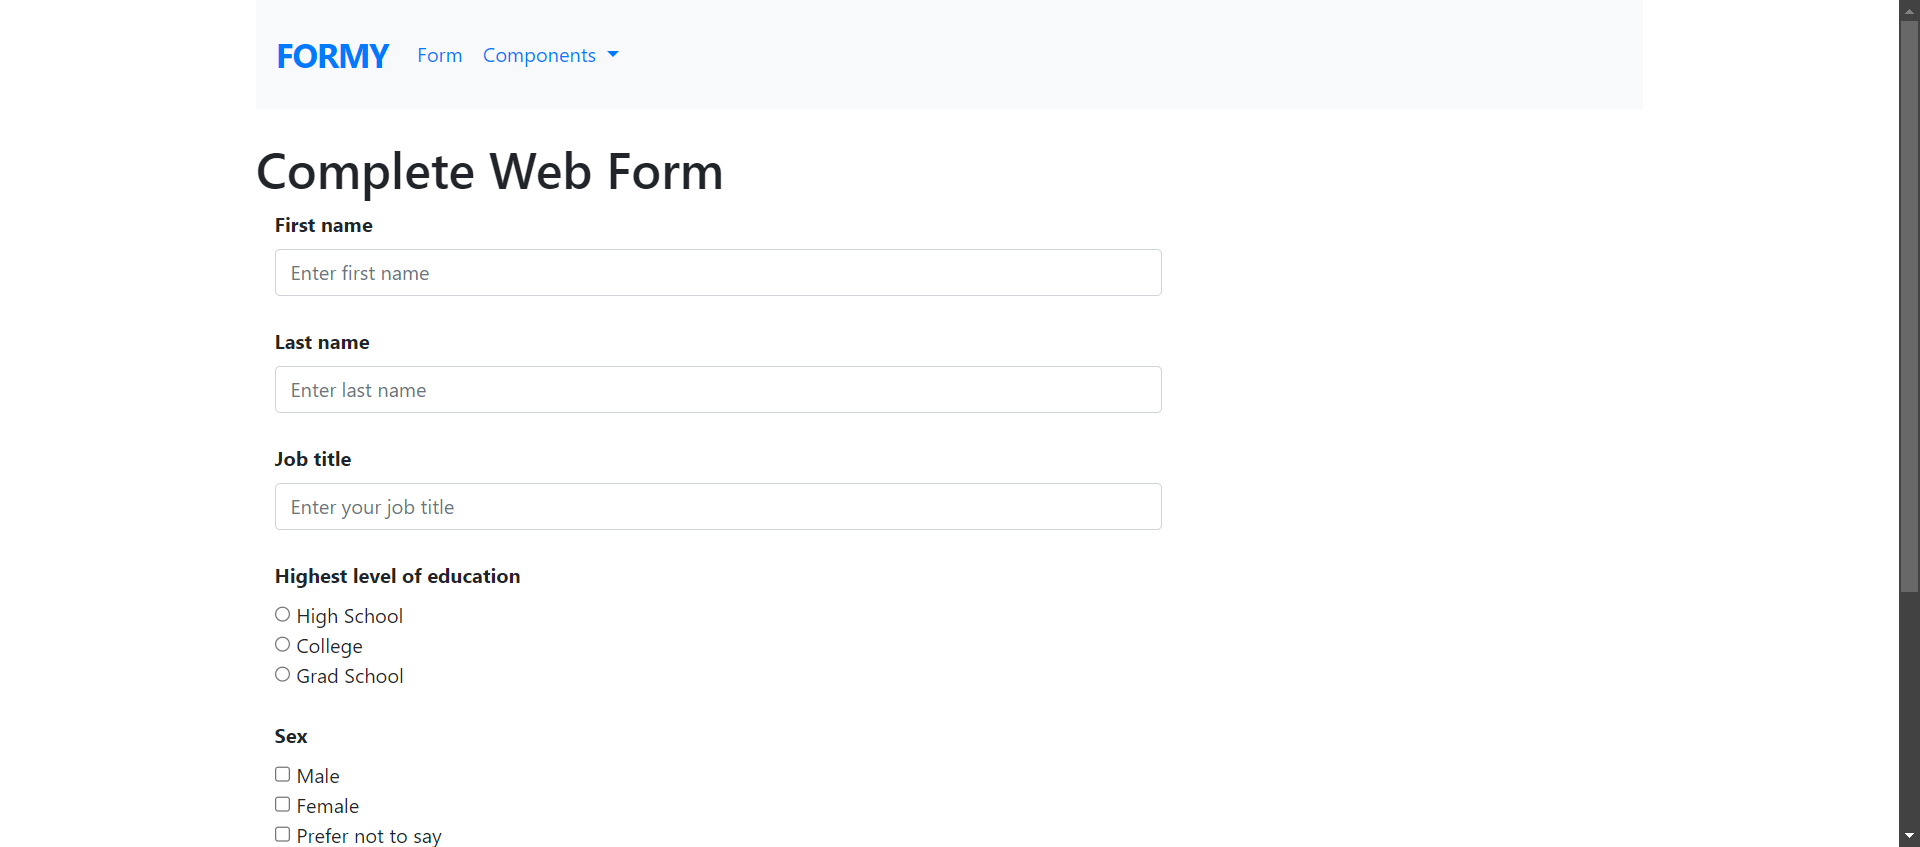 FORMY Form Components
Complete Web Form
First name
Enter first name
Last name
Enter last name
Job title
Enter your job title
Highest level of education
High School
College
Grad School
Sex
Male
Female
Prefer not to say